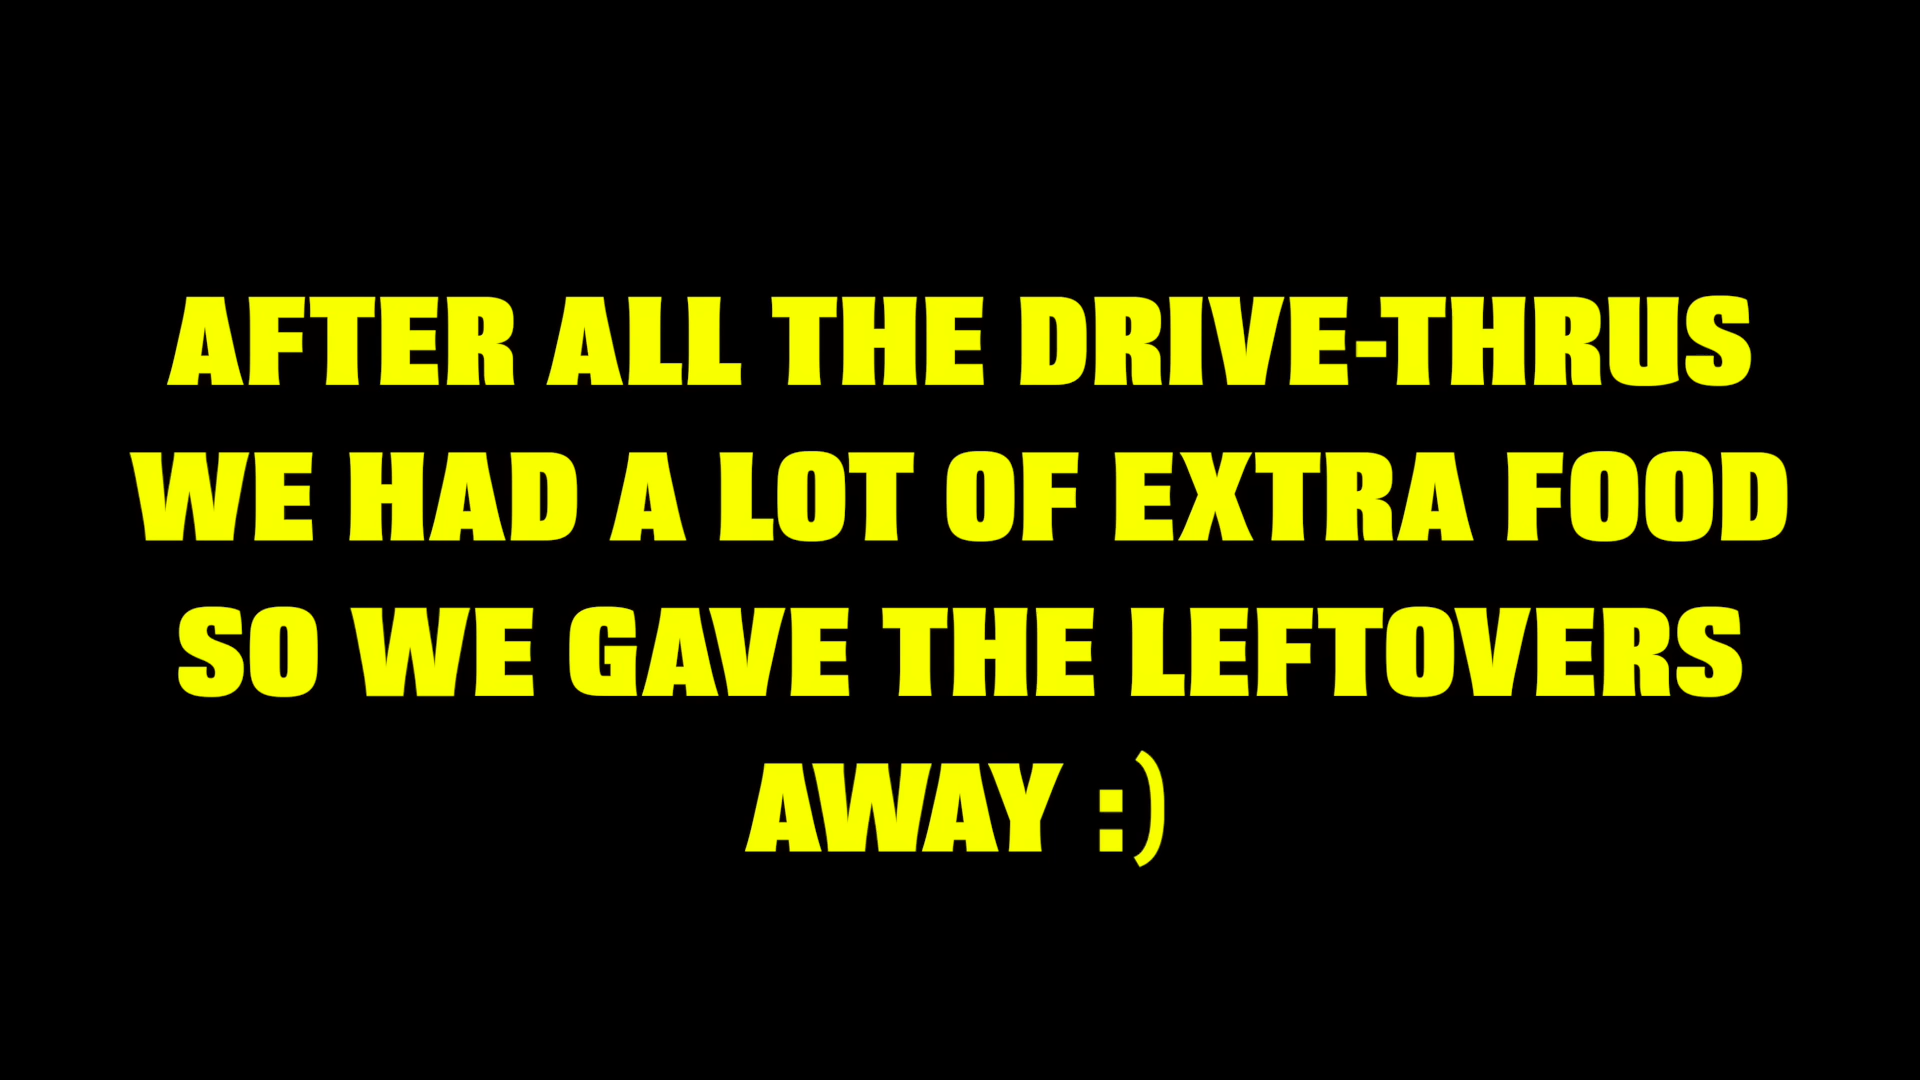 AFTER ALL THE DRIVE-THRUS
WE HAD A LOT OF EXTRA FOOD
SO WE GAVE THE LEFTOVERS
AWAY :)